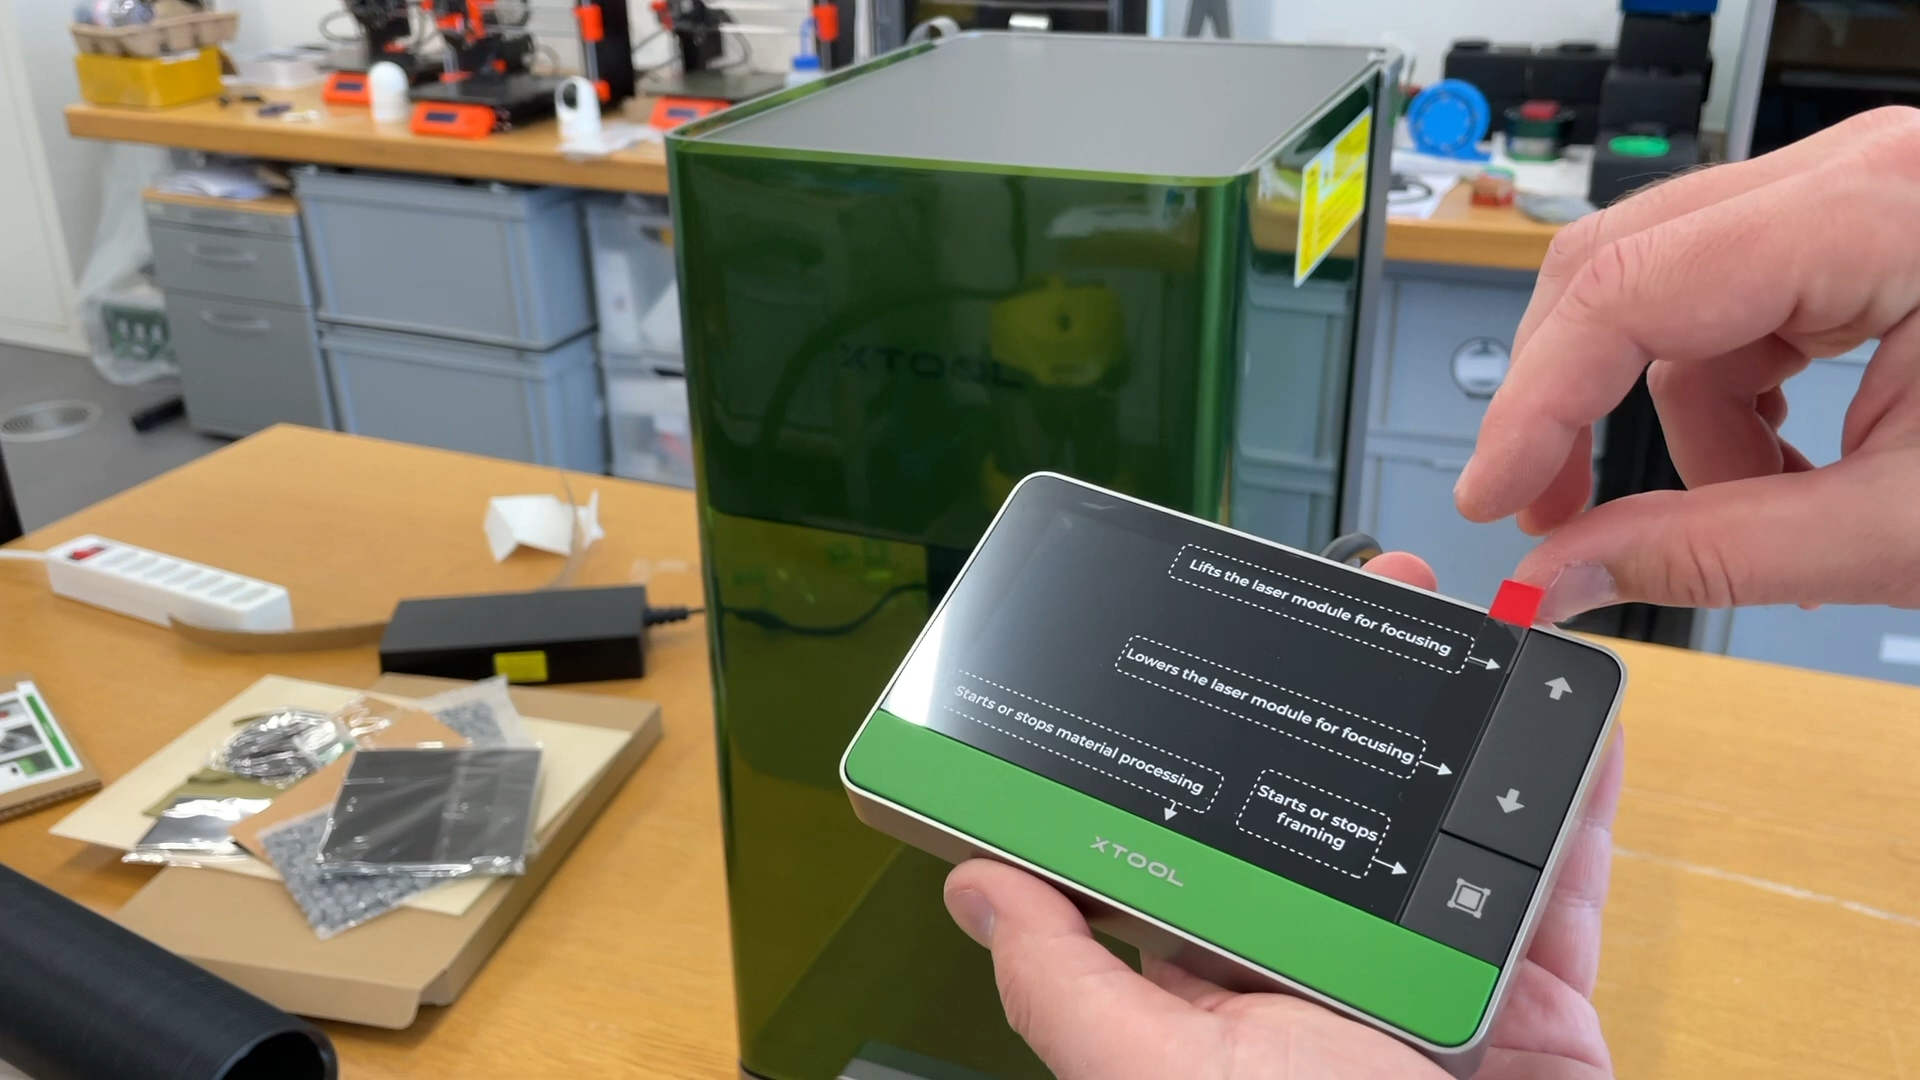 XTOOL
Lifts the laser module for focusing
Lowers the laser module for focusing
Starts or stops material processing
Starts or stops
framing
XTOOL